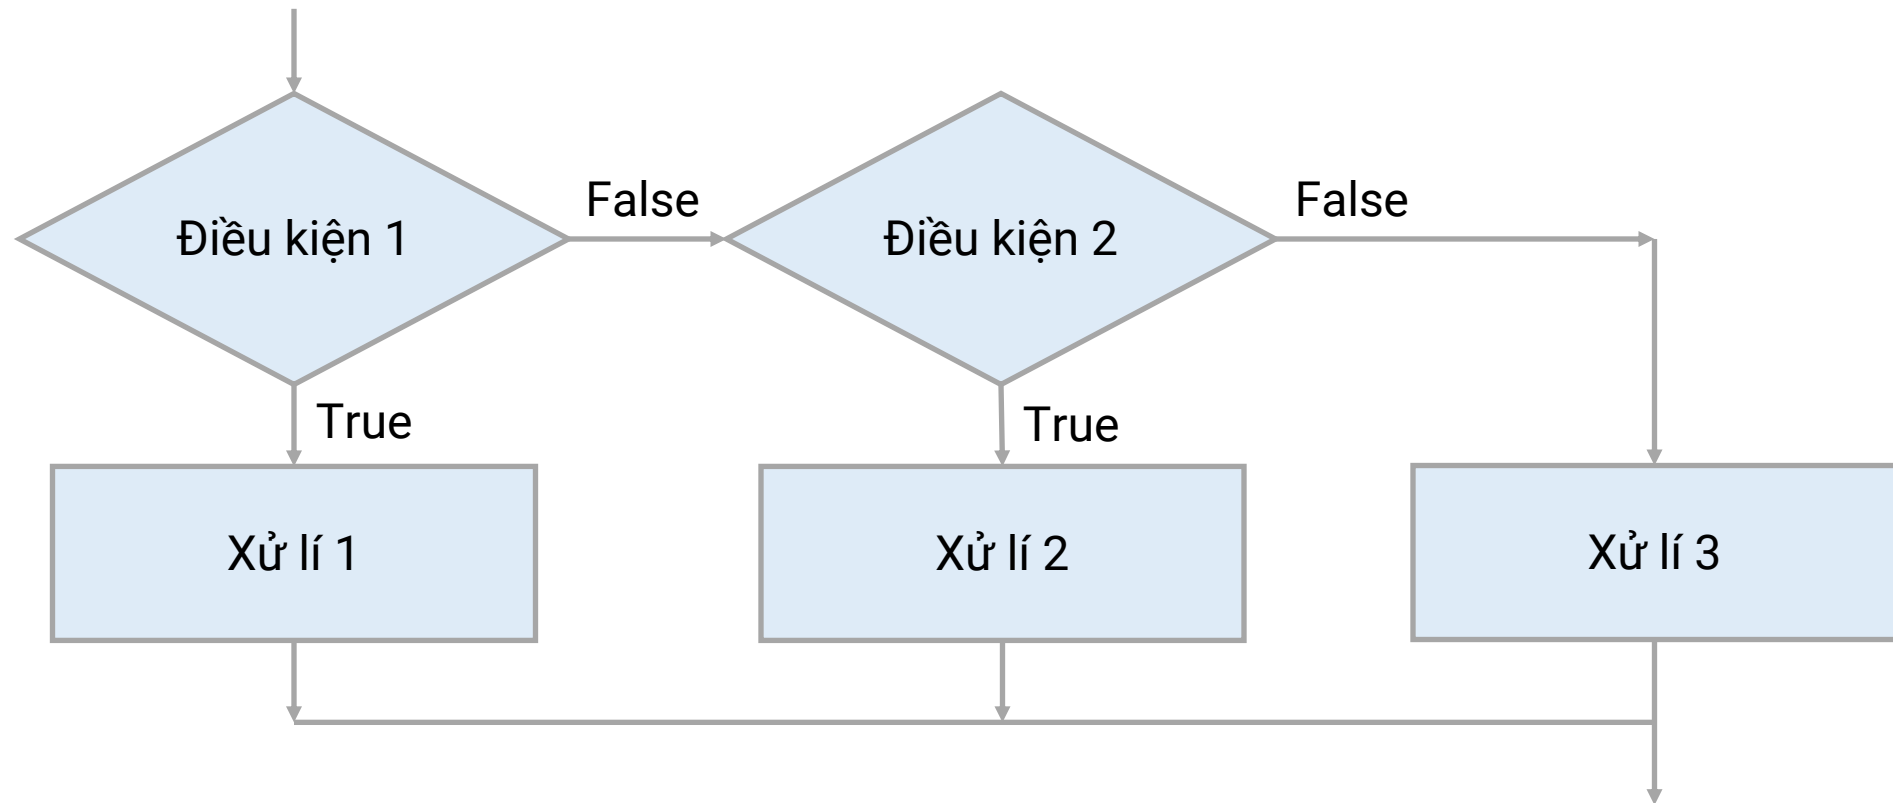 Điều kiện 1
False
Điều kiện 2
False
True
True
Xử lí 1
Xử lí 2
Xử lí 3